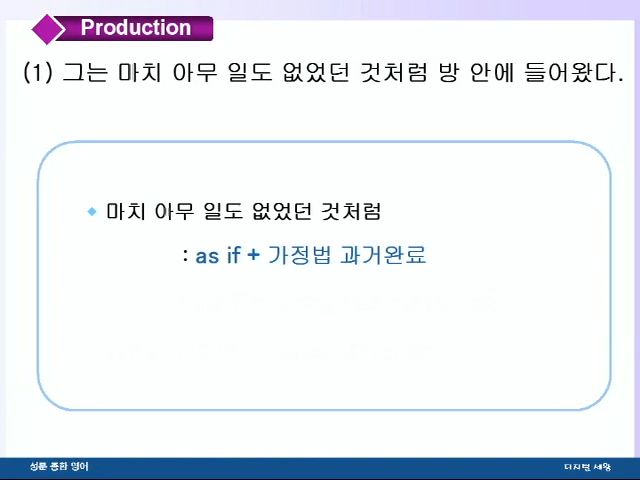 Production
(1) 그는 마치 아무 일도 없었던 것처럼 방 안에 들어왔다.
마치 아무 일도 없었던 것처럼
: as if + 가정법 과거완료
성룬 종합 영어
디지털 세왕